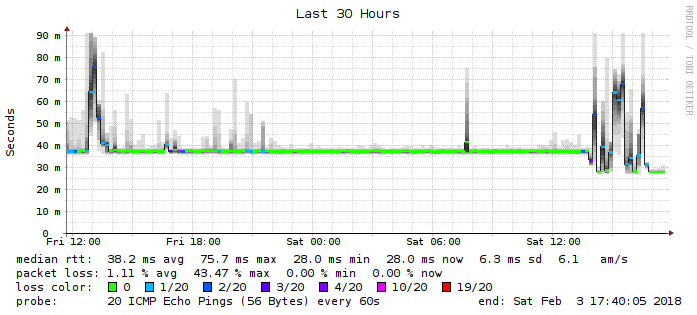 Last 30 Hours
RRDTOOL / TOBI OETIKER
Seconds
90 m
80 m
70 m
60 m
50 m
40 m
30 m
20 m
10 m
0
Fri 12:00 Fri 18:00 Sat 00:00 Sat 06:00 Sat 12:00
median rtt: 38.2 ms avg 75.7 ms max 28.0 ms min 28.0 ms now 6.3 ms sd 6.1 am/s
packet loss: 1.11 % avg 43.47 % max 0.00 % min 0.00 % now
loss color: 0 1/20 2/20 3/20 4/20 10/20 19/20
probe: 20 ICMP Echo Pings (56 Bytes) every 60s end: Sat Feb 3 17:40:05 2018